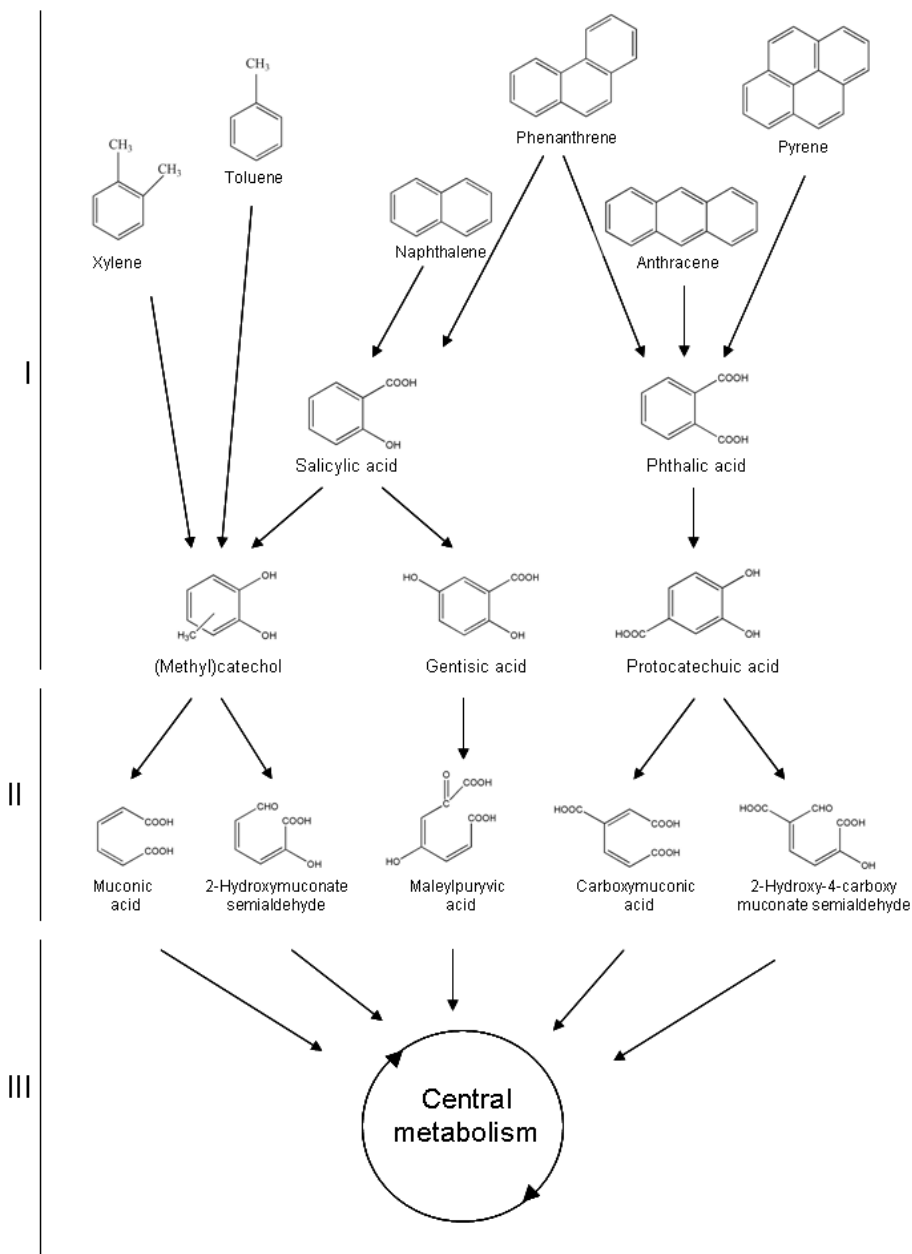 I
CH₃
Toluene
CH₃
CH₃
Xylene
Phenanthrene
Pyrene
Naphthalene
Anthracene
COOH
OH
Salicylic acid
COOH
COOH
Phthalic acid
OH
OH
H₃C
(Methyl)catechol
HO
COOH
OH
Gentisic acid
OH
OH
HOOC
Protocatechuic acid
II
COOH
COOH
Muconic
acid
CHO
COOH
OH
2-Hydroxymuconate
semialdehyde
O
C
COOH
COOH
HO
Maleylpuryvic
acid
HOOC
COOH
COOH
Carboxymuconic
acid
HOOC
CHO
COOH
OH
2-Hydroxy-4-carboxy
muconate semialdehyde
III
Central
metabolism